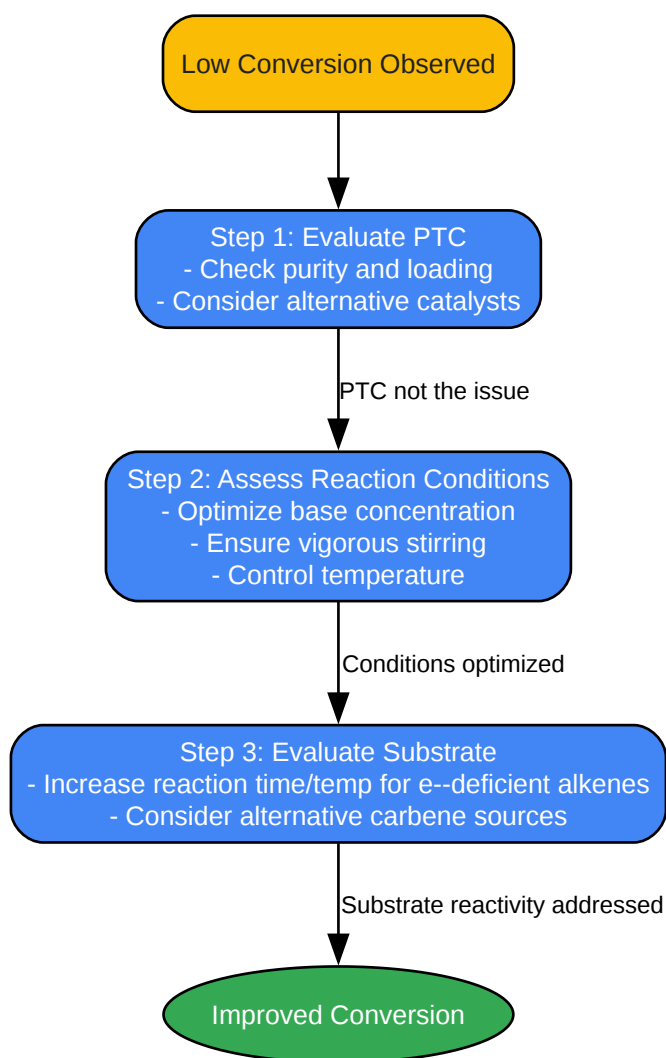 Low Conversion Observed
Step 1: Evaluate PTC
- Check purity and loading
- Consider alternative catalysts
PTC not the issue
Step 2: Assess Reaction Conditions
- Optimize base concentration
- Ensure vigorous stirring
- Control temperature
Conditions optimized
Step 3: Evaluate Substrate
- Increase reaction time/temp for e--deficient alkenes
- Consider alternative carbene sources
Substrate reactivity addressed
Improved Conversion